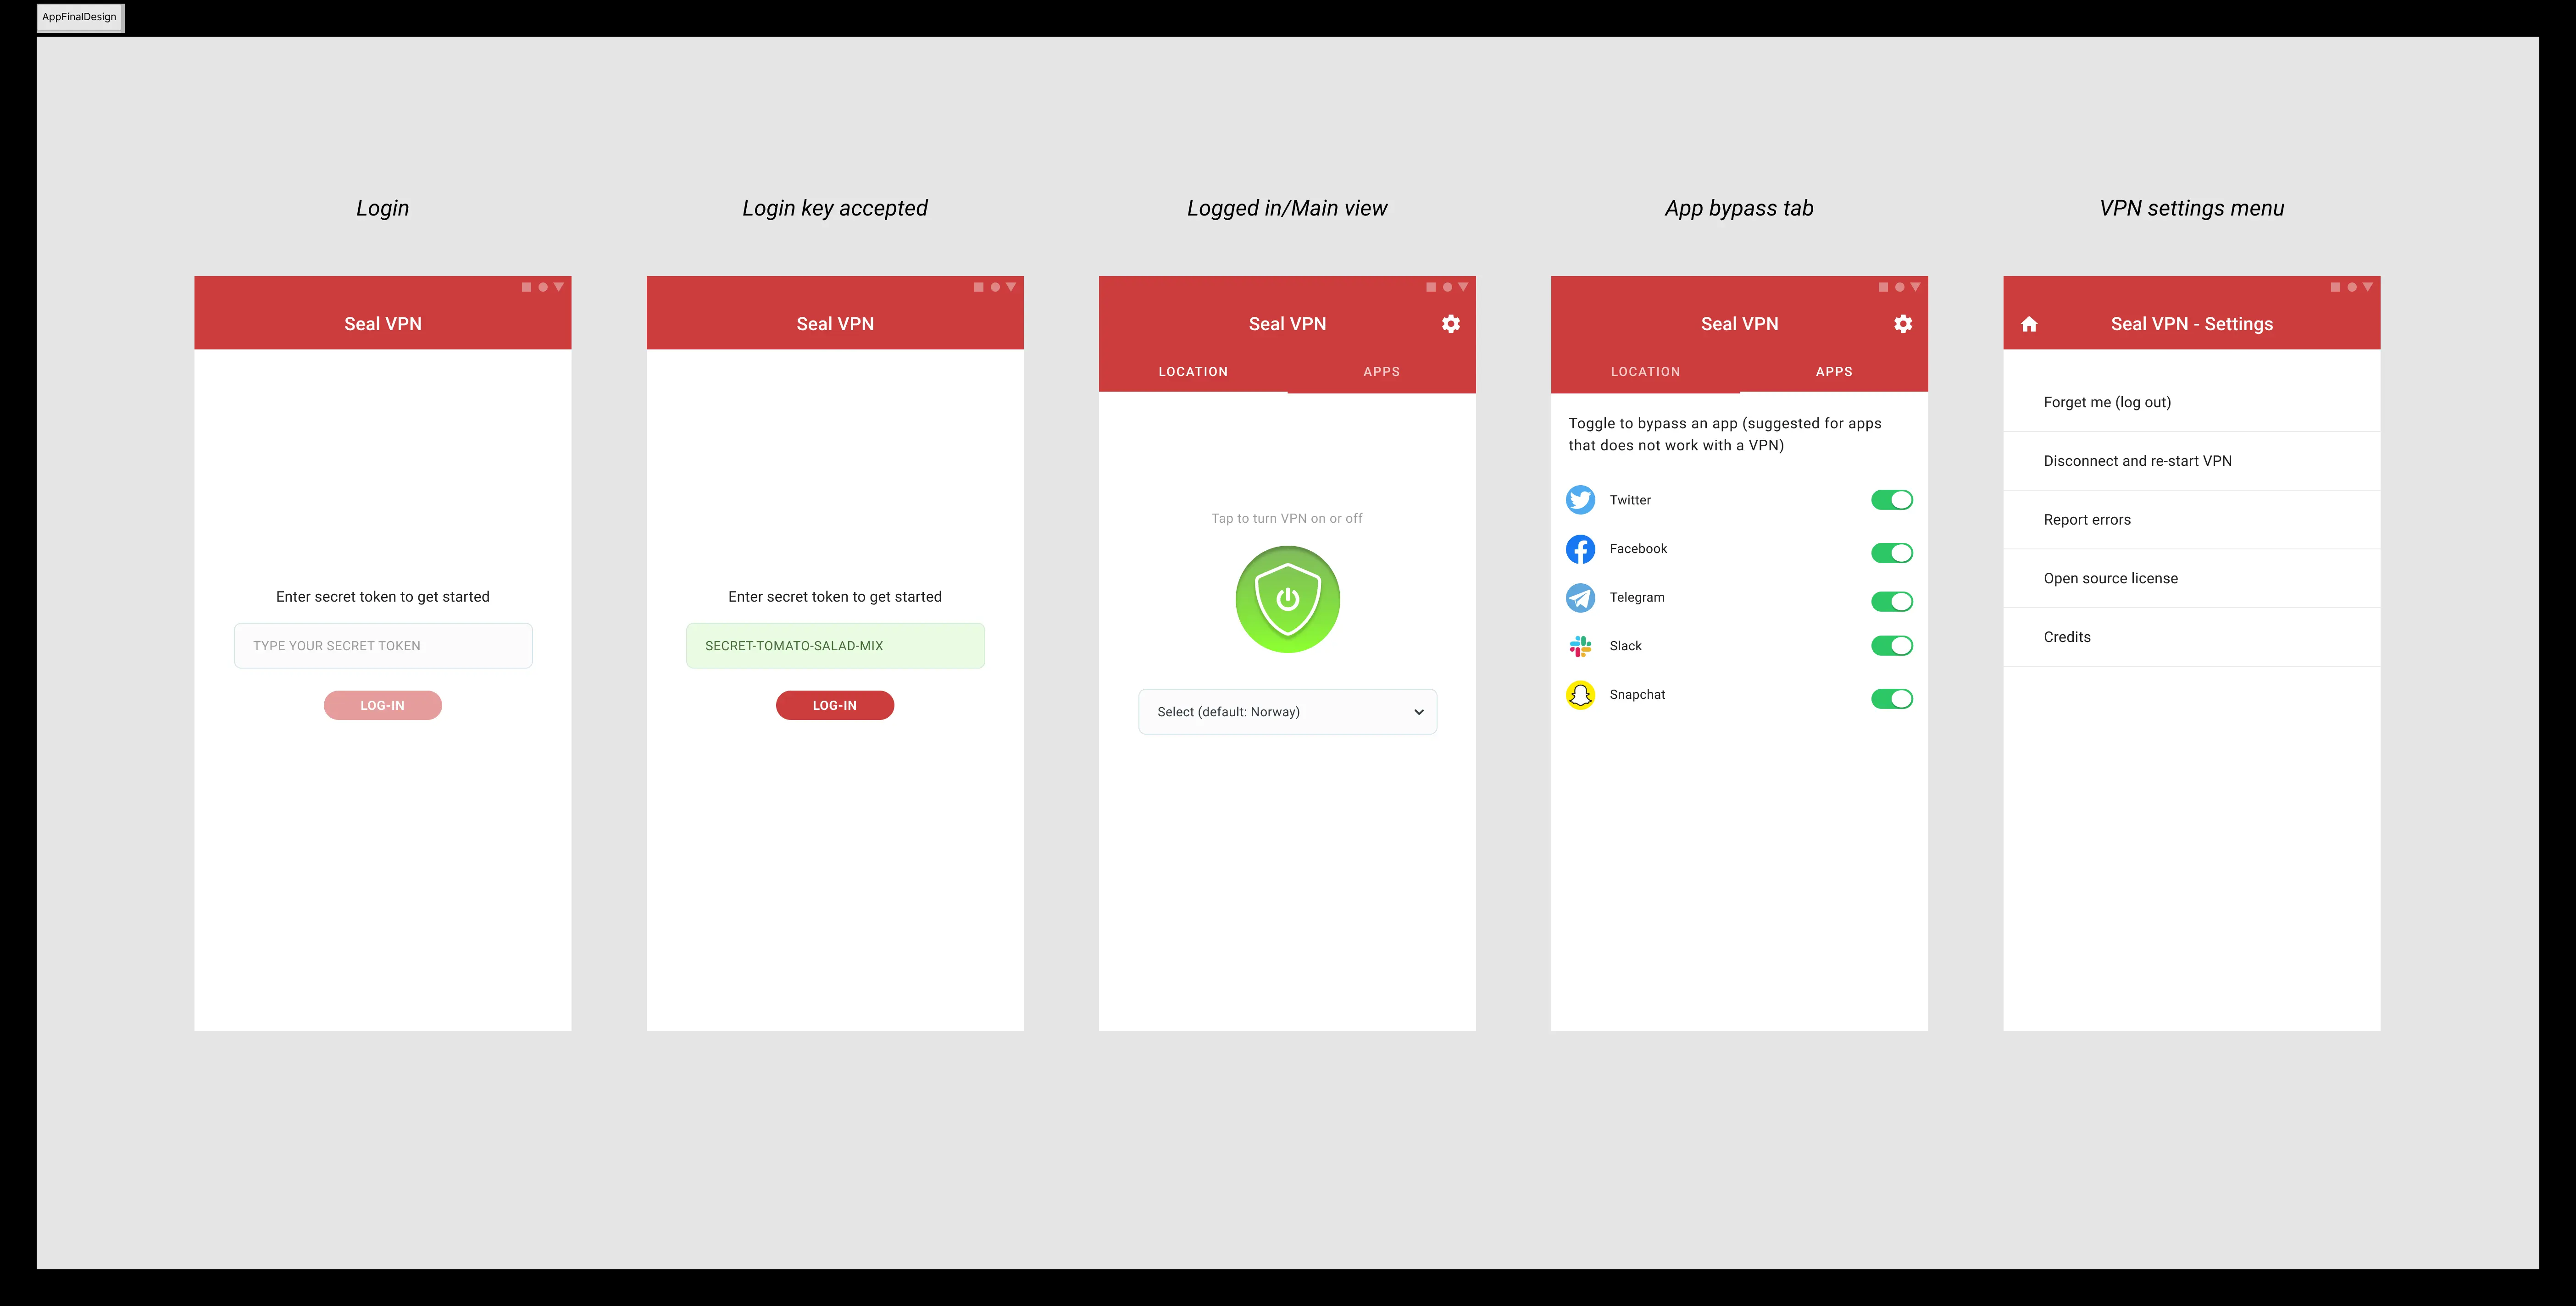 AppFinalDesign
Login
Seal VPN
Enter secret token to get started
TYPE YOUR SECRET TOKEN
LOG-IN
Login key accepted
Seal VPN
Enter secret token to get started
SECRET-TOMATO-SALAD-MIX
LOG-IN
Logged in/Main view
Seal VPN
LOCATION APPS
Tap to turn VPN on or off
Select (default: Norway)
App bypass tab
Seal VPN
LOCATION APPS
Toggle to bypass an app (suggested for apps
that does not work with a VPN)
Twitter
Facebook
Telegram
Slack
Snapchat
VPN settings menu
Seal VPN - Settings
Forget me (log out)
Disconnect and re-start VPN
Report errors
Open source license
Credits